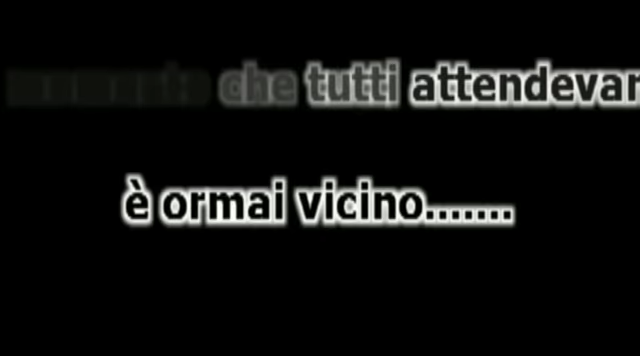 che tutti attendevan
è ormai vicino.......